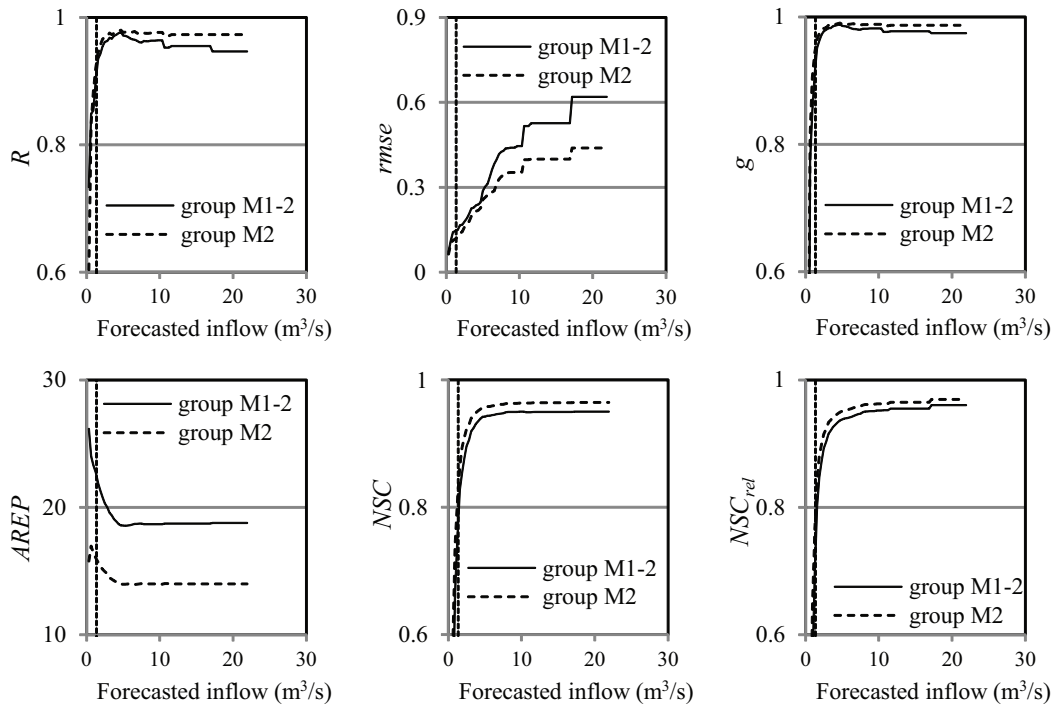 1
0.8
0.6
R
group M1-2
group M2
0 10 20 30
Forecasted inflow (m³/s)
0.9
0.6
0.3
0
rmse
group M1-2
group M2
0 10 20 30
Forecasted inflow (m³/s)
1
0.8
0.6
g
group M1-2
group M2
0 10 20 30
Forecasted inflow (m³/s)
30
20
10
AREP
group M1-2
group M2
0 10 20 30
Forecasted inflow (m³/s)
1
0.8
0.6
NSC
group M1-2
group M2
0 10 20 30
Forecasted inflow (m³/s)
1
0.8
0.6
NSCrel
group M1-2
group M2
0 10 20 30
Forecasted inflow (m³/s)